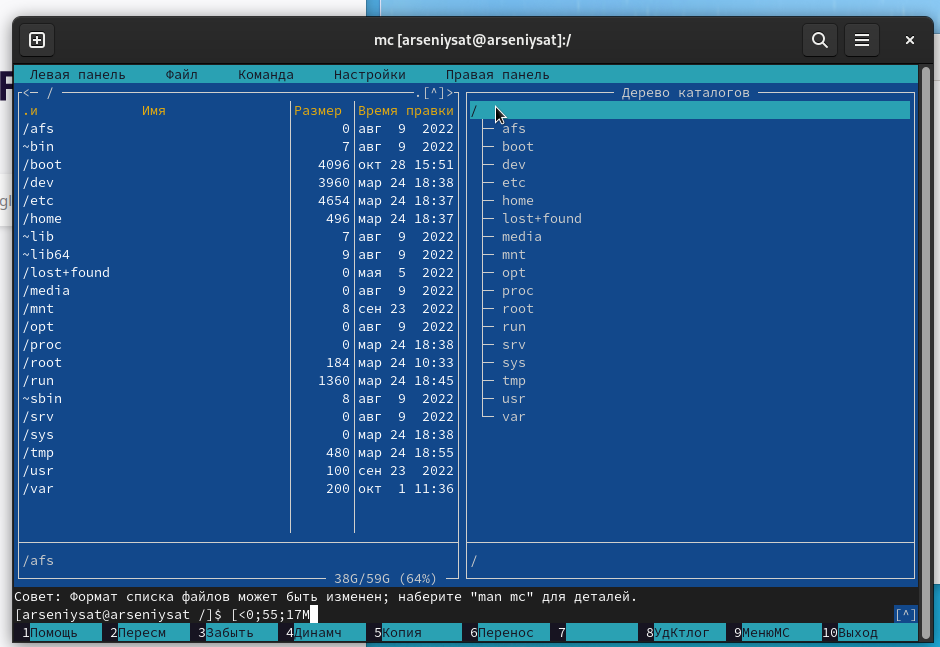 mc [arseniysat@arseniysat]:/
Левая панель Файл Команда Настройки Правая панель
<─ / .[^]>
.и Имя Размер Время правки
/afs 0 авг 9 2022
~bin 7 авг 9 2022
/boot 4096 окт 28 15:51
/dev 3960 мар 24 18:38
/etc 4654 мар 24 18:37
/home 496 мар 24 18:37
~lib 7 авг 9 2022
~lib64 9 авг 9 2022
/lost+found 0 мая 5 2022
/media 0 авг 9 2022
/mnt 8 сен 23 2022
/opt 0 авг 9 2022
/proc 0 мар 24 18:38
/root 184 мар 24 10:33
/run 1360 мар 24 18:45
~sbin 8 авг 9 2022
/srv 0 авг 9 2022
/sys 0 мар 24 18:38
/tmp 480 мар 24 18:55
/usr 100 сен 23 2022
/var 200 окт 1 11:36
/afs
38G/59G (64%)
Дерево каталогов
/
afs
boot
dev
etc
home
lost+found
media
mnt
opt
proc
root
run
srv
sys
tmp
usr
var
/
Совет: Формат списка файлов может быть изменен; наберите "man mc" для деталей.
[arseniysat@arseniysat /]$ [<0;55;17M [^]
1Помощь 2Пересм 3Забыть 4Динамч 5Копия 6Перенос 7 8УдКтлог 9МенюМС 10Выход